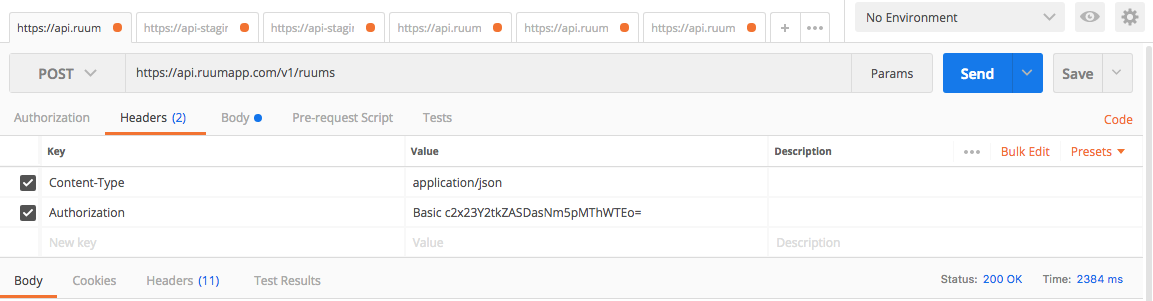 https://api.ruum https://api-stagin https://api-stagin https://api.ruum https://api.ruum https://api.ruum + ••• No Environment
POST https://api.ruumapp.com/v1/ruums Params Send Save
Authorization Headers (2) Body Pre-request Script Tests Code
Key Value Description ••• Bulk Edit Presets
Content-Type application/json
Authorization Basic c2x23Y2tkZASDasNm5pMThWTEo=
New key Value Description
Body Cookies Headers (11) Test Results Status: 200 OK Time: 2384 ms